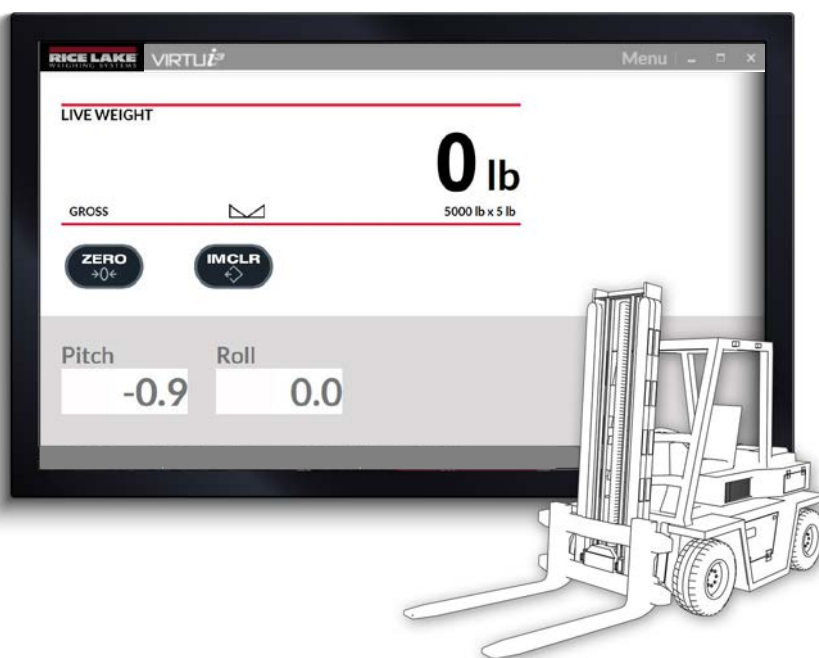 RICE LAKE VIRTUi³ Menu
WEIGHING SYSTEMS
LIVE WEIGHT
0 lb
GROSS 5000 lb x 5 lb
ZERO IMCLR
→0← ←
Pitch Roll
-0.9 0.0